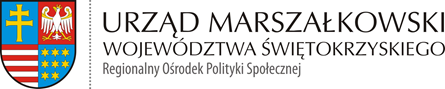 URZĄD MARSZAŁKOWSKI
WOJEWÓDZTWA ŚWIĘTOKRZYSKIEGO
Regionalny Ośrodek Polityki Społecznej